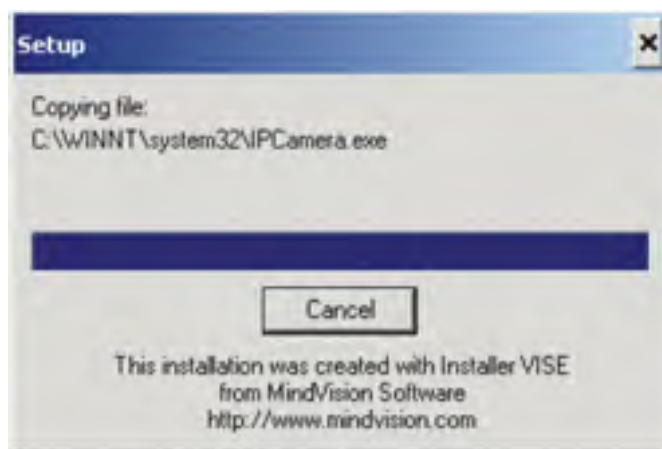 Setup
Copying file:
C:\WINNT\system32\IPCamera.exe
Cancel
This installation was created with Installer VISE
from MindVision Software
http://www.mindvision.com